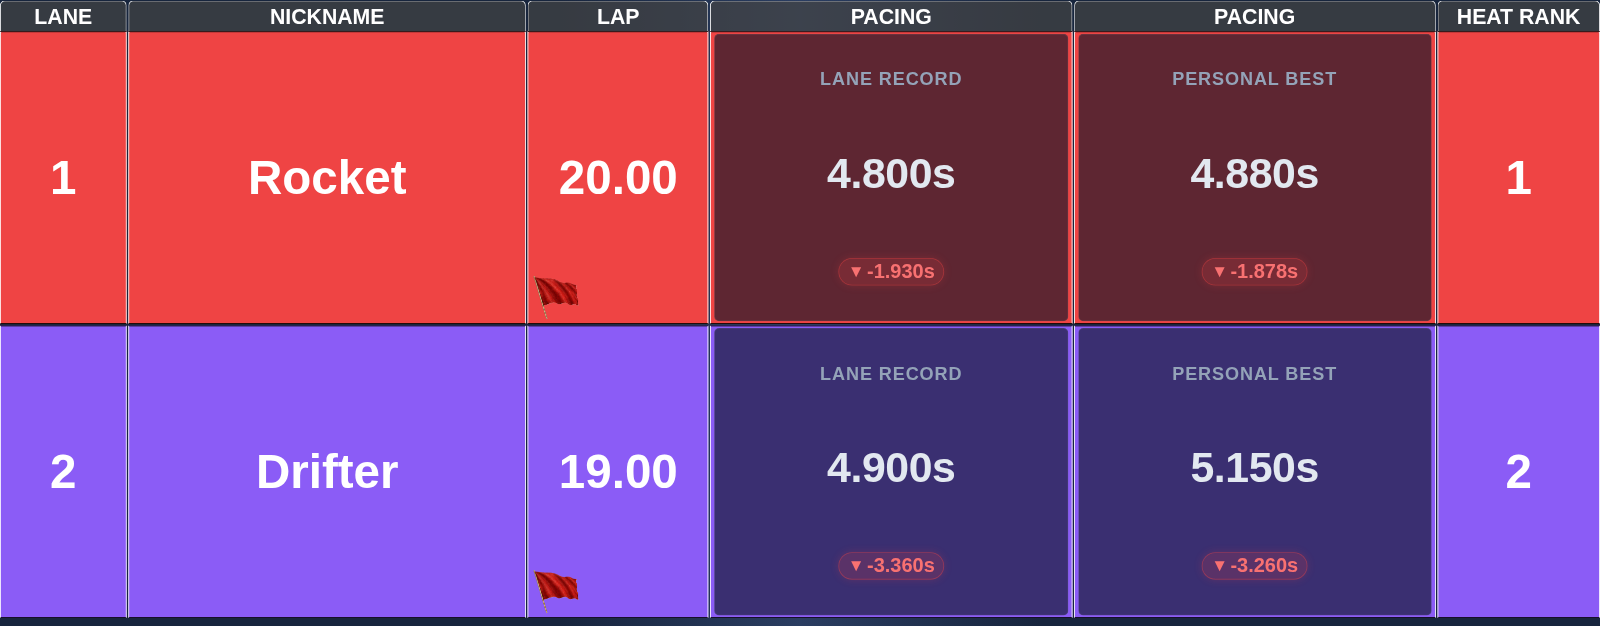 LANE NICKNAME LAP PACING PACING HEAT RANK
LANE RECORD PERSONAL BEST
1 Rocket 20.00 4.800s 4.880s 1
▼ -1.930s ▼ -1.878s
LANE RECORD PERSONAL BEST
2 Drifter 19.00 4.900s 5.150s 2
▼ -3.360s ▼ -3.260s